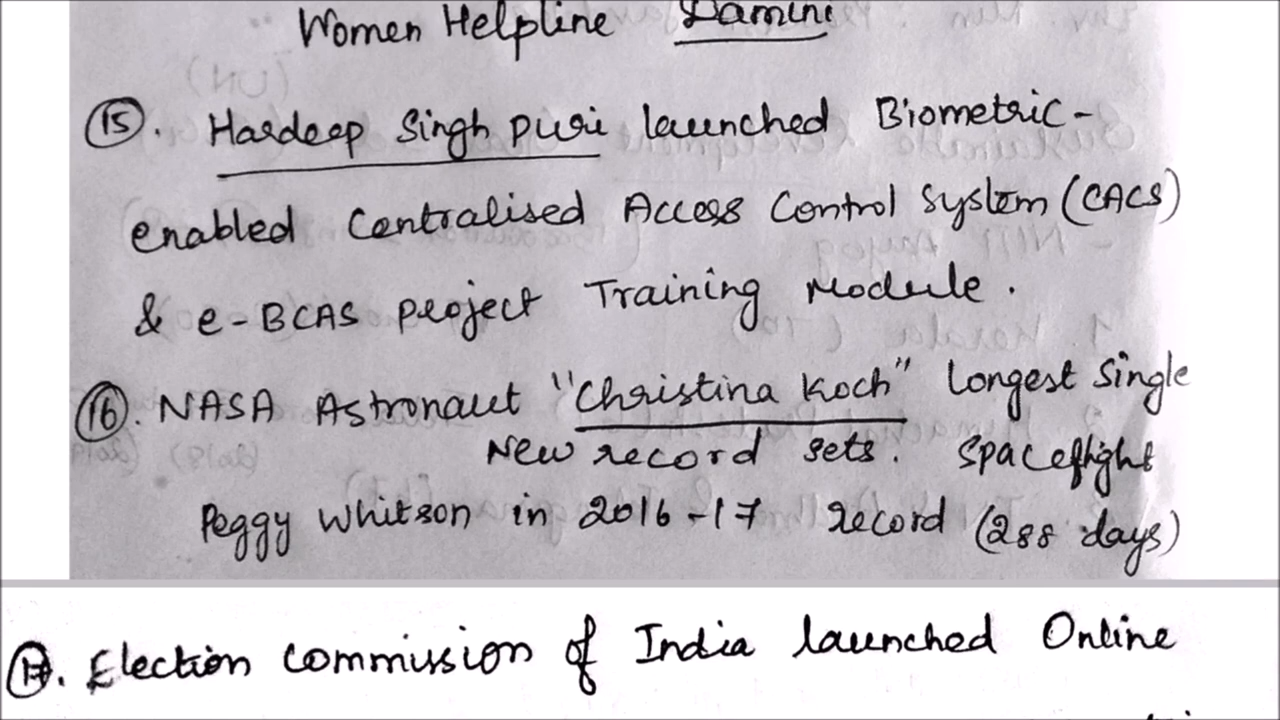 Women Helpline Damini
15. Hardeep Singh Puri launched Biometric-
enabled Centralised Access Control System (CACS)
& e-BCAS project Training Module.
16. NASA Astronaut "Christina Koch" Longest Single
New record sets. Spaceflight
Peggy Whitson in 2016-17 record (288 days)
17. Election Commission of India launched Online